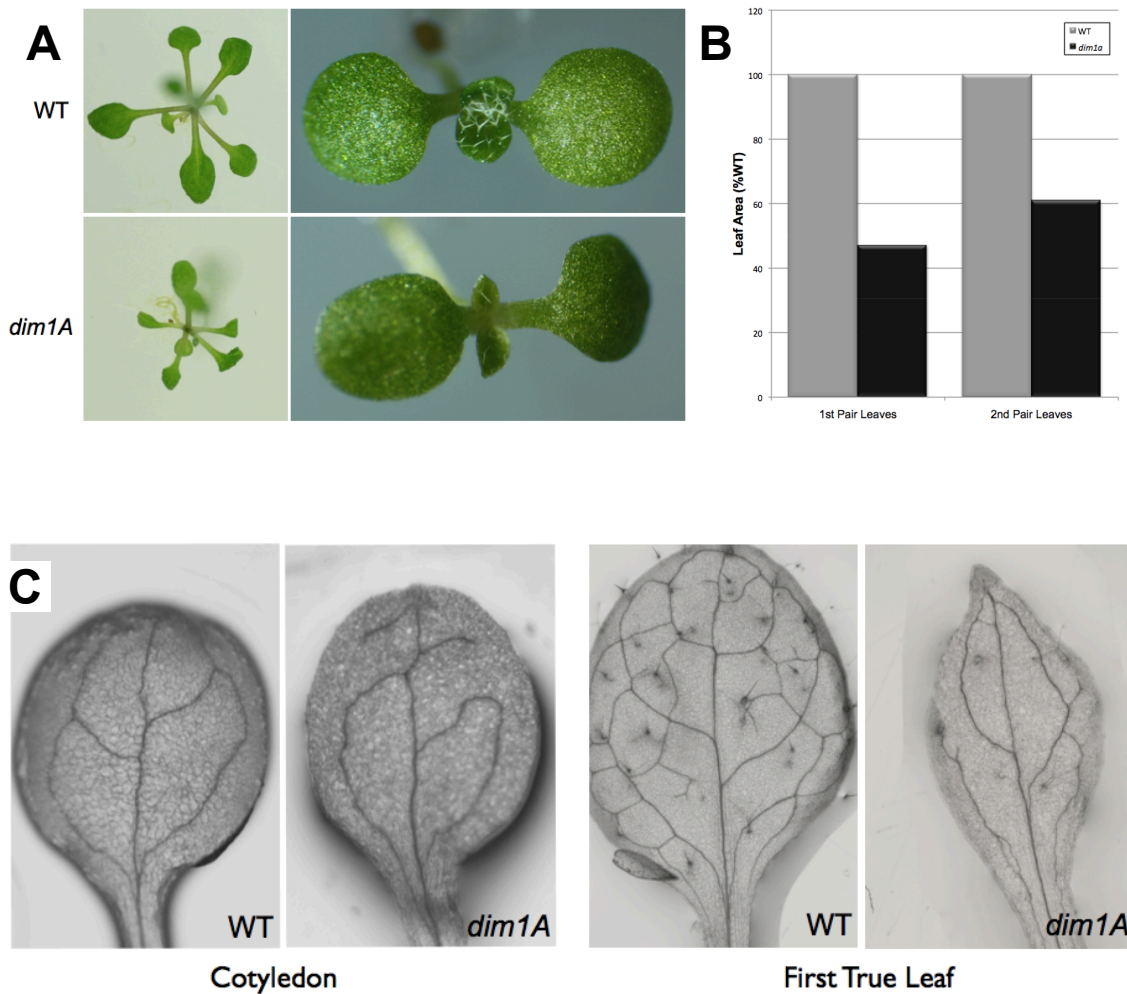 A
WT
dim1A
B
120
100
80
60
40
20
0
Leaf Area (%WT)
WT
dim1a
1st Pair Leaves
2nd Pair Leaves
C
WT
dim1A
WT
dim1A
Cotyledon
First True Leaf